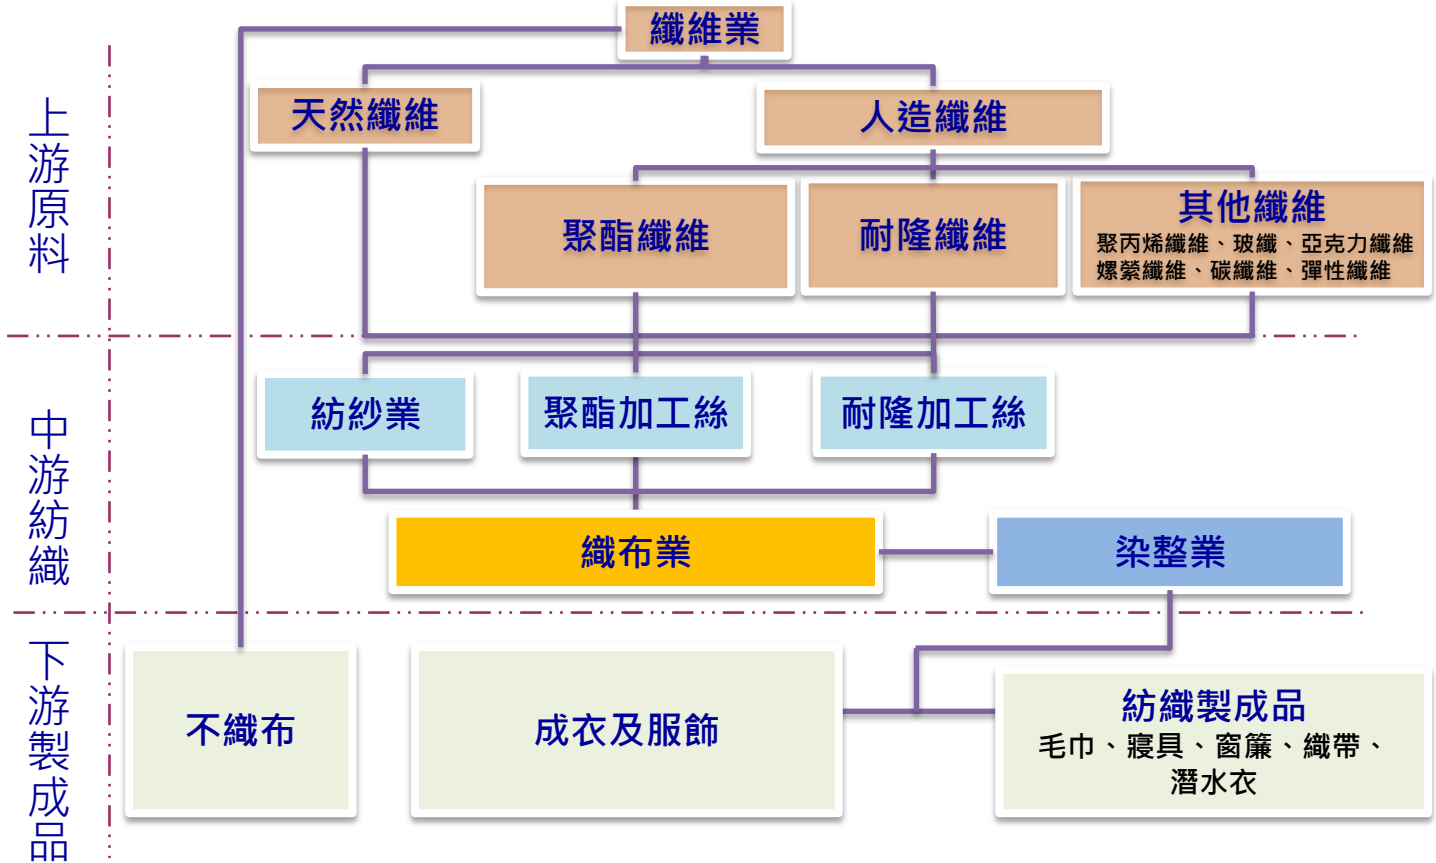 纖維業
上游原料
天然纖維
人造纖維
聚酯纖維
耐隆纖維
其他纖維
聚丙烯纖維、玻纖、亞克力纖維
嫘縈纖維、碳纖維、彈性纖維
中游紡織
紡紗業
聚酯加工絲
耐隆加工絲
織布業
染整業
下游製成品
不織布
成衣及服飾
紡織製成品
毛巾、寢具、窗簾、織帶、
潛水衣